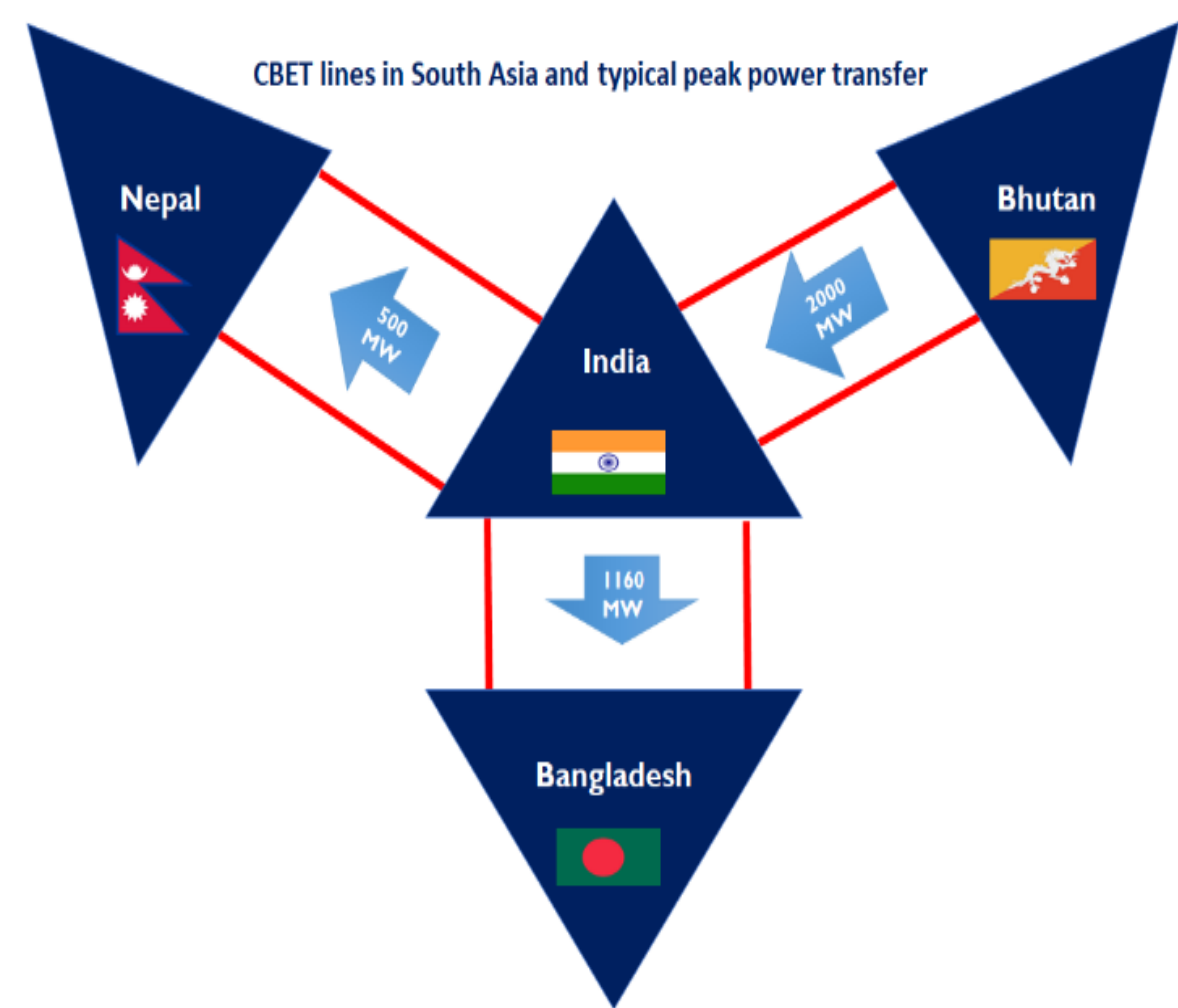 CBET lines in South Asia and typical peak power transfer
Nepal
Bhutan
500
MW
2000
MW
India
1160
MW
Bangladesh